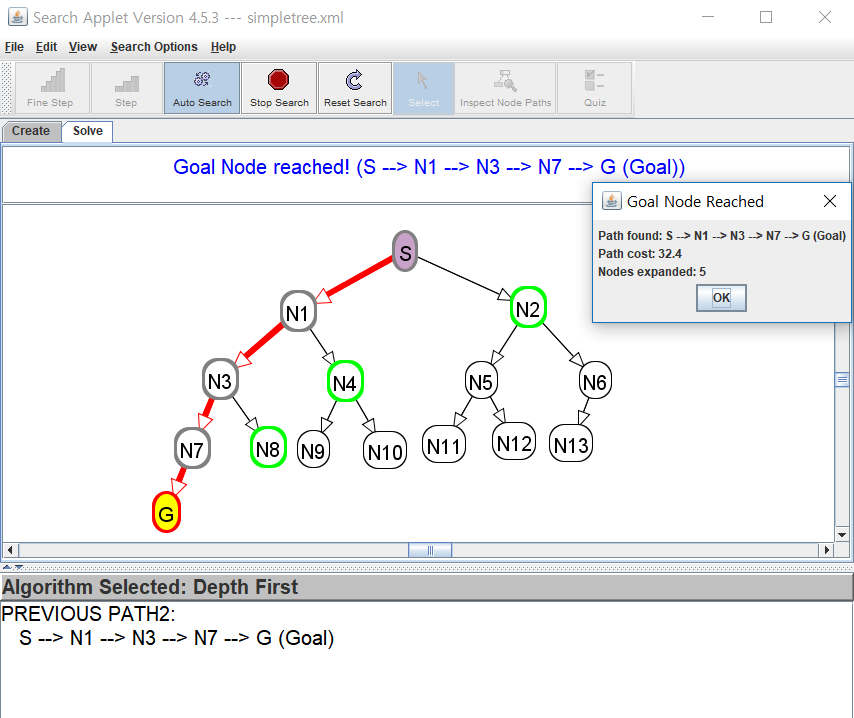 Search Applet Version 4.5.3 --- simpletree.xml
File Edit View Search Options Help
Fine Step Step Auto Search Stop Search Reset Search Select Inspect Node Paths Quiz
Create Solve
Goal Node reached! (S --> N1 --> N3 --> N7 --> G (Goal))
Goal Node Reached
Path found: S --> N1 --> N3 --> N7 --> G (Goal)
Path cost: 32.4
Nodes expanded: 5
OK
S
N1 N2
N3 N4 N5 N6
N7 N8 N9 N10 N11 N12 N13
G
Algorithm Selected: Depth First
PREVIOUS PATH2:
S --> N1 --> N3 --> N7 --> G (Goal)